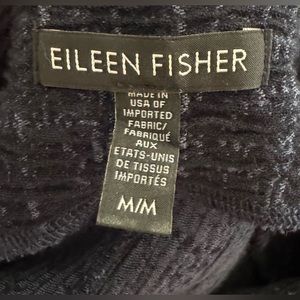 EILEEN FISHER
MADE IN
USA OF
IMPORTED
FABRIC/
FABRIQUÉ
AUX
ETATS-UNIS
DE TISSUS
IMPORTÉS
M/M